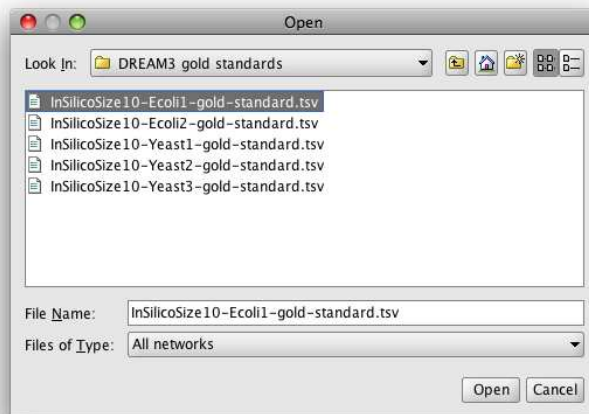 Open
Look In: DREAM3 gold standards
InSilicoSize10-Ecoli1-gold-standard.tsv
InSilicoSize10-Ecoli2-gold-standard.tsv
InSilicoSize10-Yeast1-gold-standard.tsv
InSilicoSize10-Yeast2-gold-standard.tsv
InSilicoSize10-Yeast3-gold-standard.tsv
File Name: InSilicoSize10-Ecoli1-gold-standard.tsv
Files of Type: All networks
Open Cancel